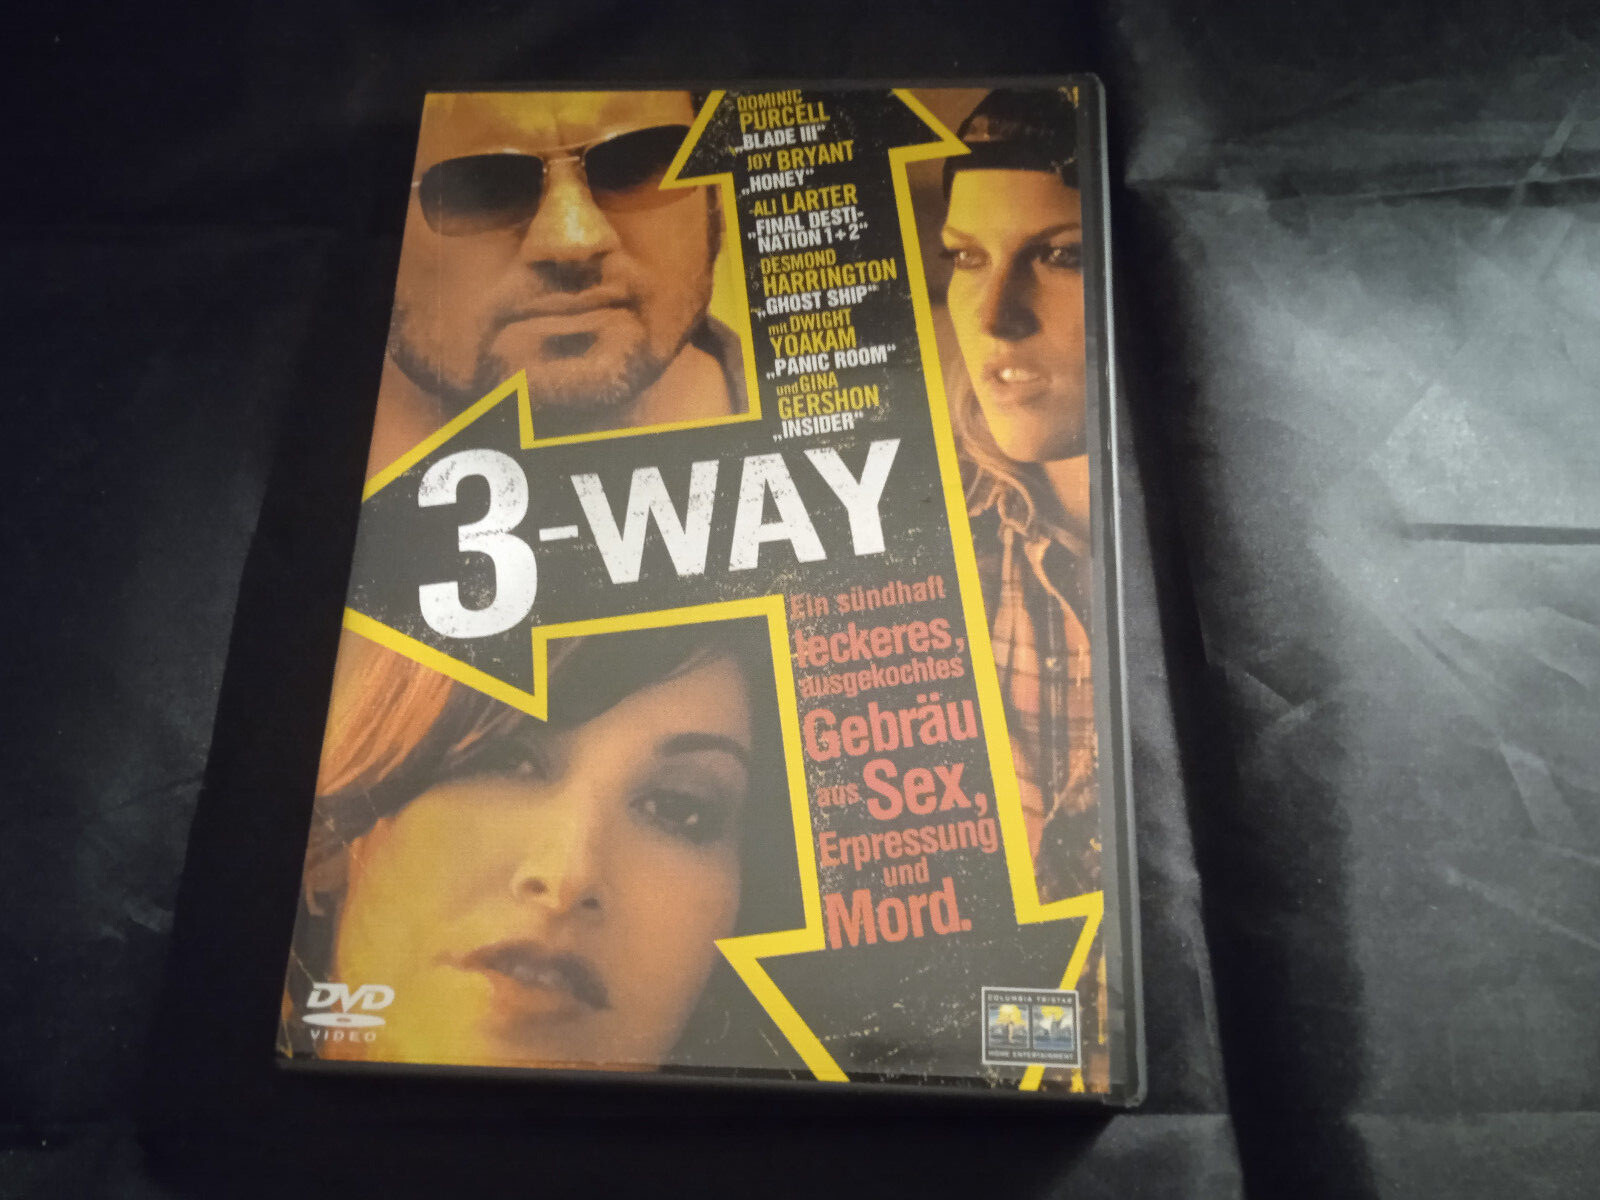 DOMINIC
PURCELL
„BLADE III“
JOY BRYANT
„HONEY“
ALI LARTER
„FINAL DESTI-
NATION 1+2“
DESMOND
HARRINGTON
„GHOST SHIP“
mit DWIGHT
YOAKAM
„PANIC ROOM“
und GINA
GERSHON
„INSIDER“
3-WAY
Ein sündhaft
leckeres,
ausgekochtes
Gebräu
aus Sex,
Erpressung
und
Mord.
DVD
VIDEO
COLUMBIA TRISTAR
HOME ENTERTAINMENT